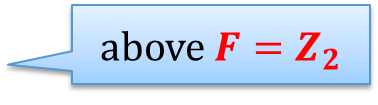 above F = Z₂